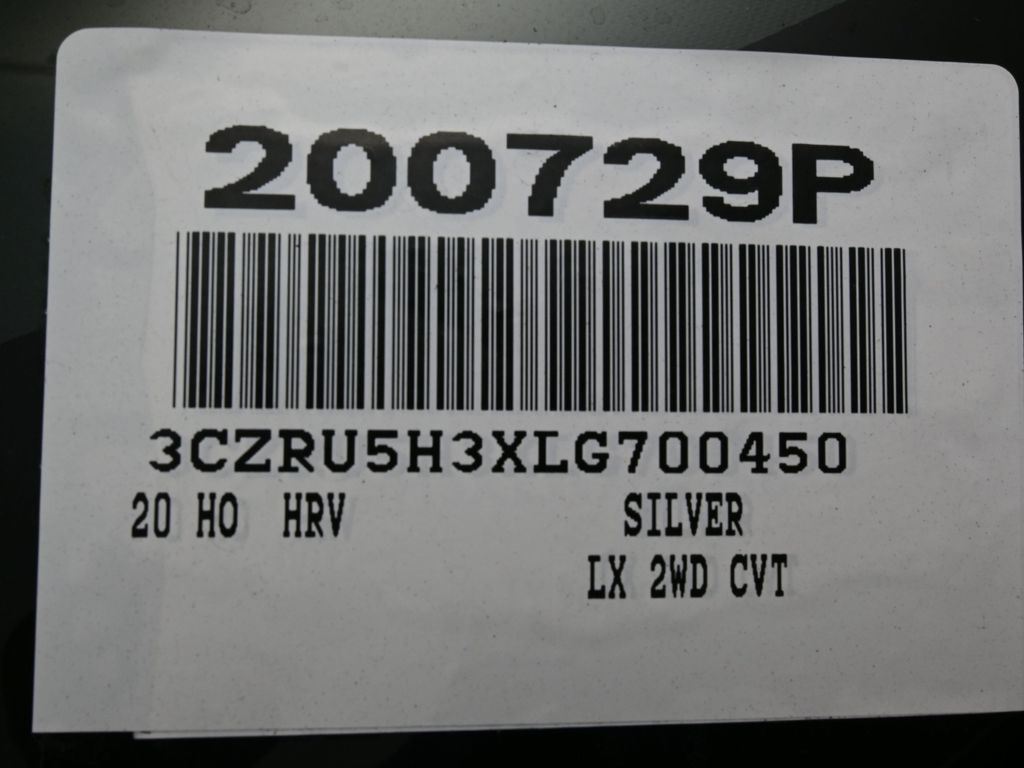 200729P
3CZRU5H3XLG700450
20 HO HRV SILVER
LX 2WD CVT